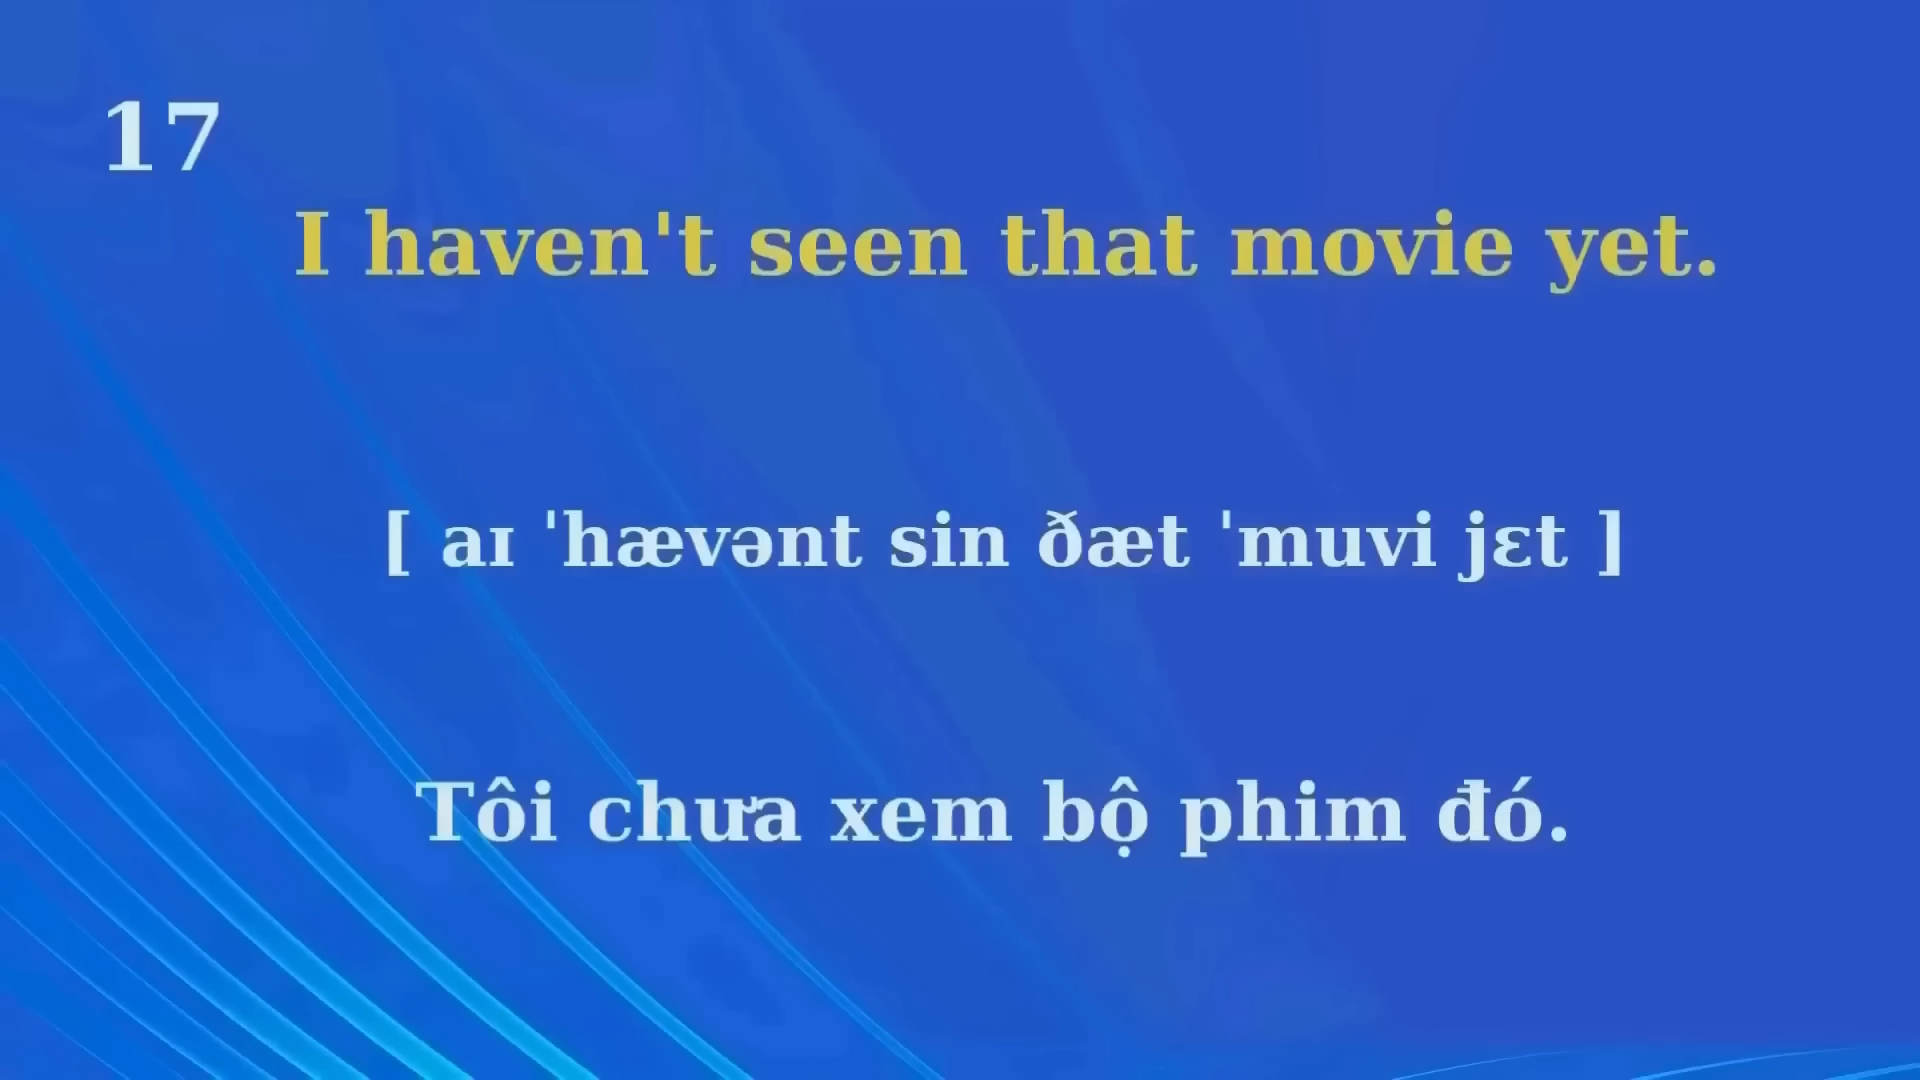 17
I haven't seen that movie yet.
[ aɪ ˈhævənt sin ðæt ˈmuvi jɛt ]
Tôi chưa xem bộ phim đó.